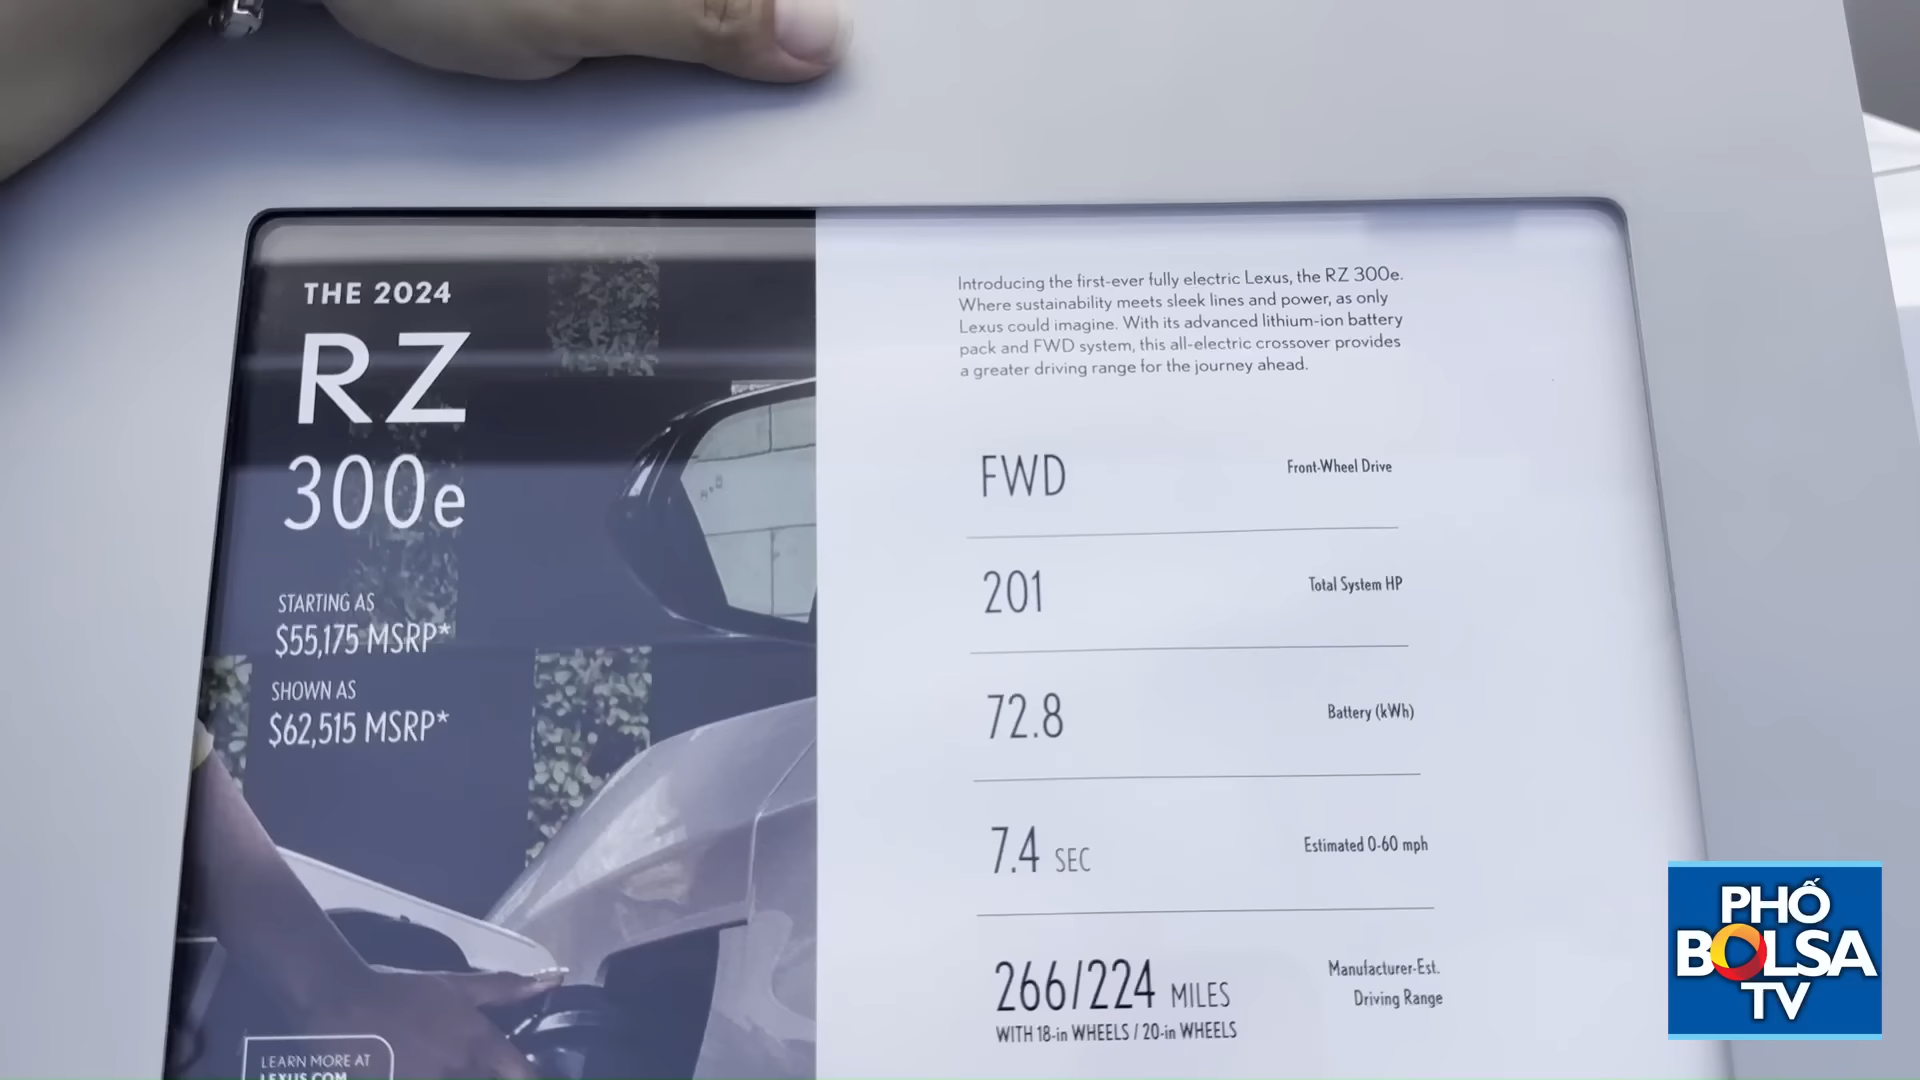 THE 2024
RZ
300e
STARTING AS
$55,175 MSRP*
SHOWN AS
$62,515 MSRP*
LEARN MORE AT
LEXUS.COM
Introducing the first-ever fully electric Lexus, the RZ 300e.
Where sustainability meets sleek lines and power, as only
Lexus could imagine. With its advanced lithium-ion battery
pack and FWD system, this all-electric crossover provides
a greater driving range for the journey ahead.
FWD Front-Wheel Drive
201 Total System HP
72.8 Battery (kWh)
7.4 SEC Estimated 0-60 mph
266/224 MILES Manufacturer-Est.
Driving Range
WITH 18-in WHEELS / 20-in WHEELS
PHỐ
BOLSA
TV